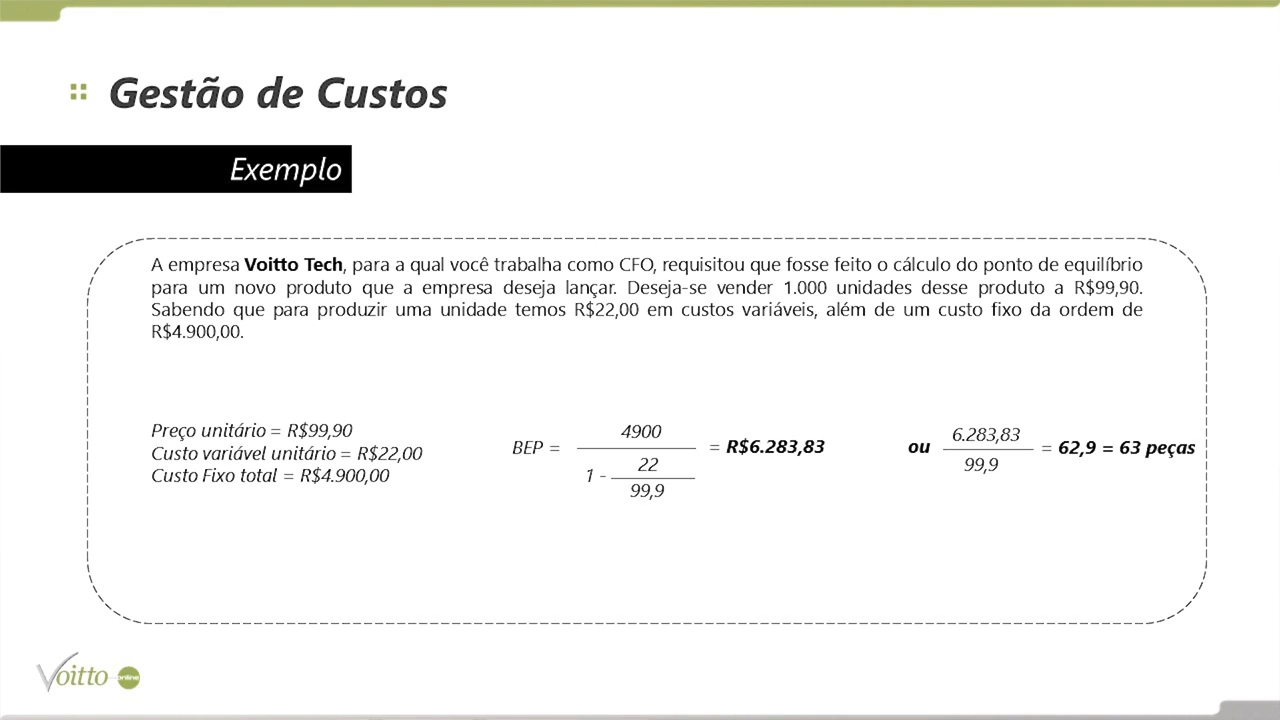 Gestão de Custos
Exemplo
A empresa Voitto Tech, para a qual você trabalha como CFO, requisitou que fosse feito o cálculo do ponto de equilíbrio
para um novo produto que a empresa deseja lançar. Deseja-se vender 1.000 unidades desse produto a R$99,90.
Sabendo que para produzir uma unidade temos R$22,00 em custos variáveis, além de um custo fixo da ordem de
R$4.900,00.
Preço unitário = R$99,90
Custo variável unitário = R$22,00
Custo Fixo total = R$4.900,00
4900
BEP =
= R$6.283,83
22
1 -
99,9
6.283,83
ou
= 62,9 = 63 peças
99,9
Voitto online